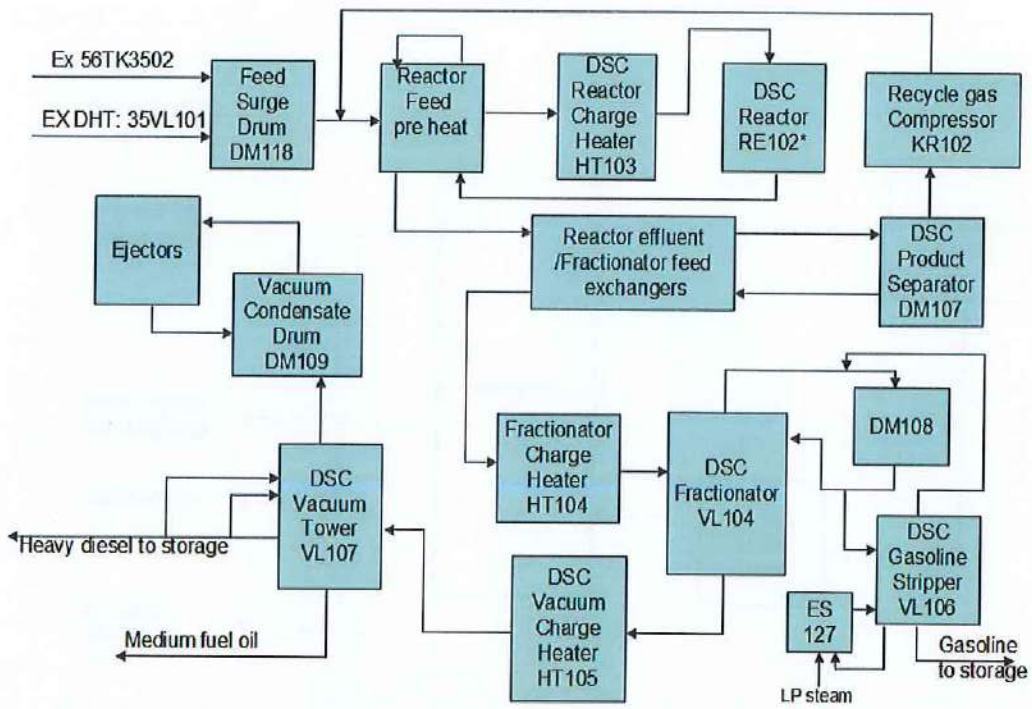 Ex 56TK3502
EX DHT: 35VL101
Feed
Surge
Drum
DM118
Reactor
Feed
pre heat
DSC
Reactor
Charge
Heater
HT103
DSC
Reactor
RE102*
Recycle gas
Compressor
KR102
Ejectors
Vacuum
Condensate
Drum
DM109
Reactor effluent
/Fractionator feed
exchangers
DSC
Product
Separator
DM107
Fractionator
Charge
Heater
HT104
DSC
Fractionator
VL104
DM108
DSC
Vacuum
Tower
VL107
Heavy diesel to storage
Medium fuel oil
DSC
Vacuum
Charge
Heater
HT105
DSC
Gasoline
Stripper
VL106
ES
127
LP steam
Gasoline
to storage